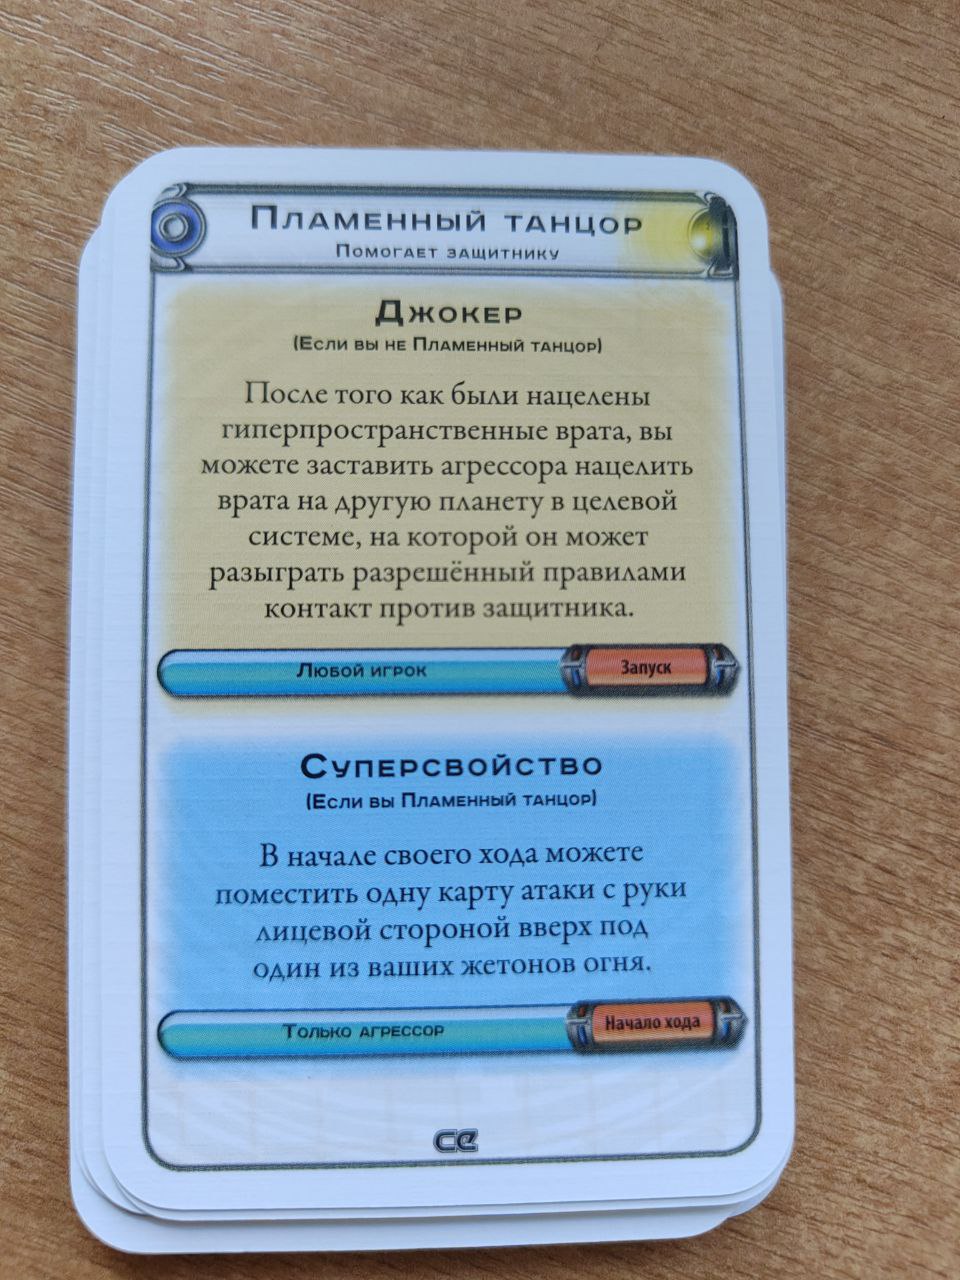 Пламенный танцор
Помогает защитнику
Джокер
(Если вы не Пламенный танцор)
После того как были нацелены
гиперпространственные врата, вы
можете заставить агрессора нацелить
врата на другую планету в целевой
системе, на которой он может
разыграть разрешённый правилами
контакт против защитника.
Любой игрок
Запуск
Суперсвойство
(Если вы Пламенный танцор)
В начале своего хода можете
поместить одну карту атаки с руки
лицевой стороной вверх под
один из ваших жетонов огня.
Только агрессор
Начало хода
CE